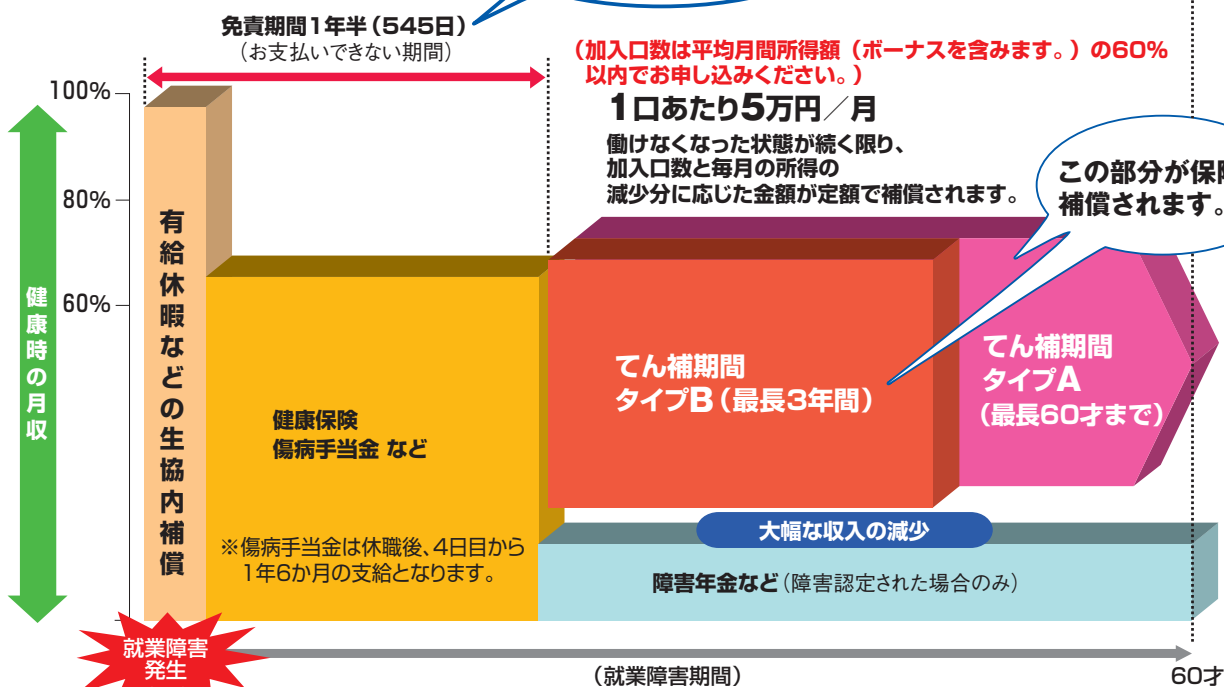 免責期間1年半（545日）
（お支払いできない期間）
（加入口数は平均月間所得額（ボーナスを含みます。）の60%
以内でお申し込みください。）
1口あたり5万円／月
働けなくなった状態が続く限り、
加入口数と毎月の所得の
減少分に応じた金額が定額で補償されます。
この部分が保険
補償されます。
100%
80%
60%
健康時の月収
有給休暇などの生協内補償
健康保険
傷病手当金 など
※傷病手当金は休職後、4日目から
1年6か月の支給となります。
てん補期間
タイプB（最長3年間）
てん補期間
タイプA
（最長60才まで）
大幅な収入の減少
障害年金など（障害認定された場合のみ）
就業障害
発生
（就業障害期間）
60才